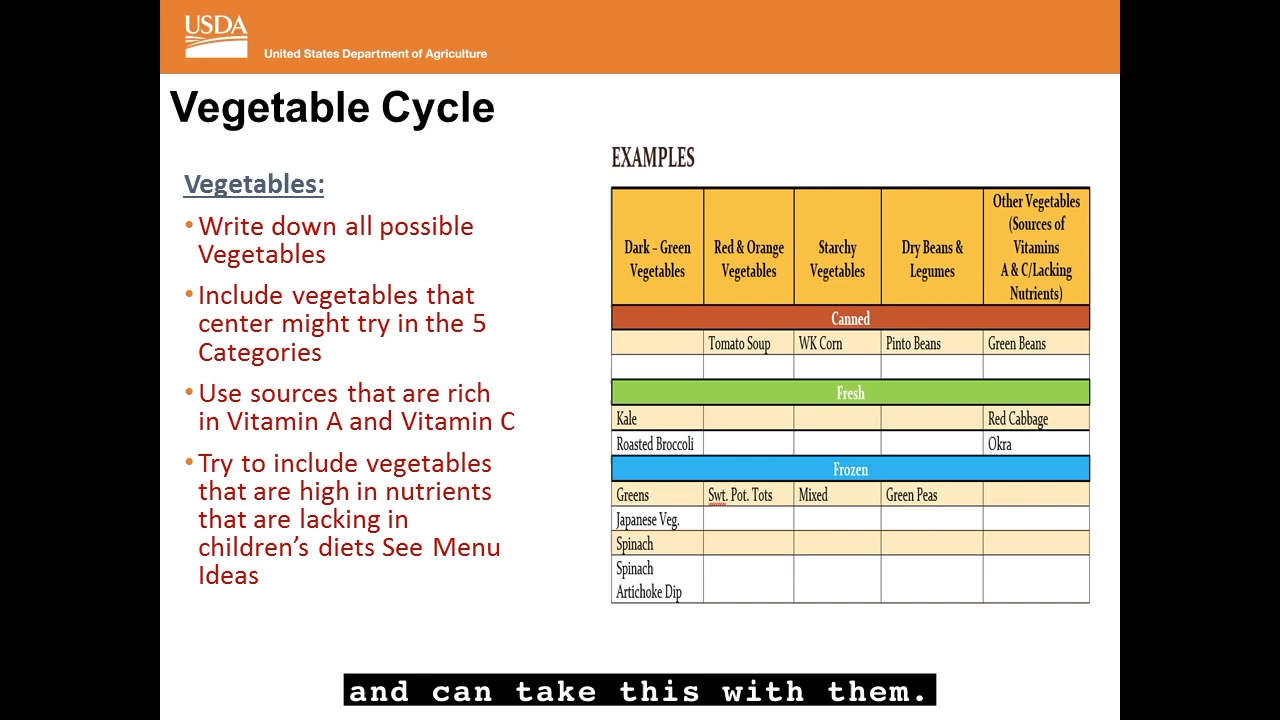 USDA
United States Department of Agriculture
Vegetable Cycle
Vegetables:
•Write down all possible
Vegetables
•Include vegetables that
center might try in the 5
Categories
•Use sources that are rich
in Vitamin A and Vitamin C
•Try to include vegetables
that are high in nutrients
that are lacking in
children’s diets See Menu
Ideas
EXAMPLES
Dark – Green
Vegetables
Red & Orange
Vegetables
Starchy
Vegetables
Dry Beans &
Legumes
Other Vegetables
(Sources of
Vitamins
A & C/Lacking
Nutrients)
Canned
Tomato Soup WK Corn Pinto Beans Green Beans
Fresh
Kale Red Cabbage
Roasted Broccoli Okra
Frozen
Greens Swt. Pot. Tots Mixed Green Peas
Japanese Veg.
Spinach
Spinach
Artichoke Dip
and can take this with them.